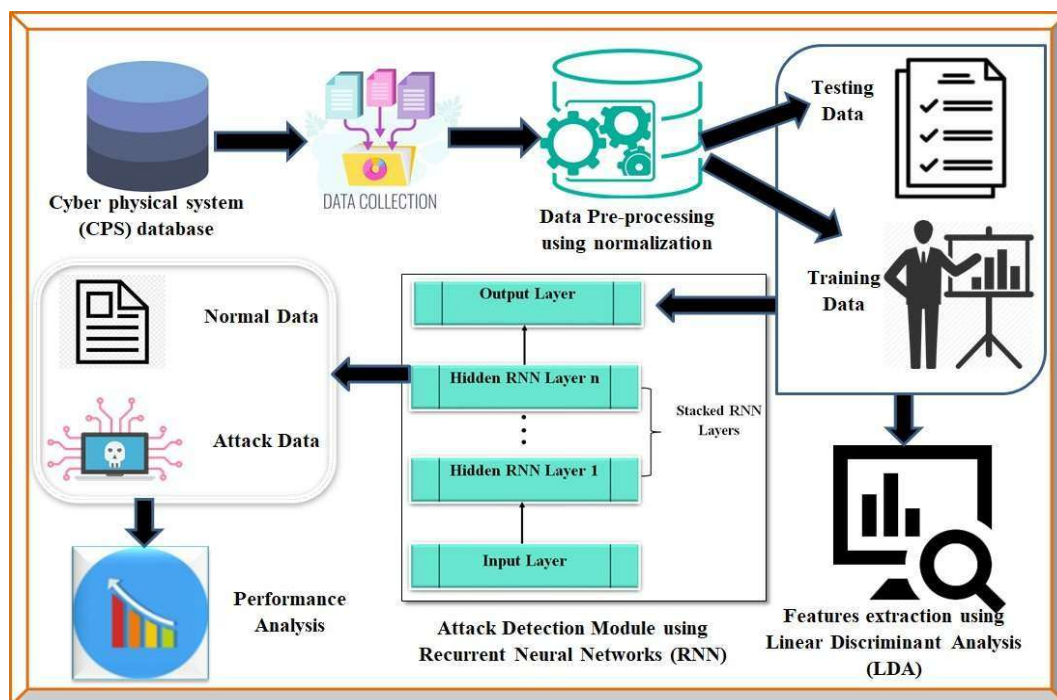 Cyber physical system
(CPS) database
DATA COLLECTION
Data Pre-processing
using normalization
Testing
Data
Training
Data
Normal Data
Attack Data
Output Layer
Hidden RNN Layer n
Stacked RNN
Layers
Hidden RNN Layer 1
Input Layer
Attack Detection Module using
Recurrent Neural Networks (RNN)
Features extraction using
Linear Discriminant Analysis
(LDA)
Performance
Analysis